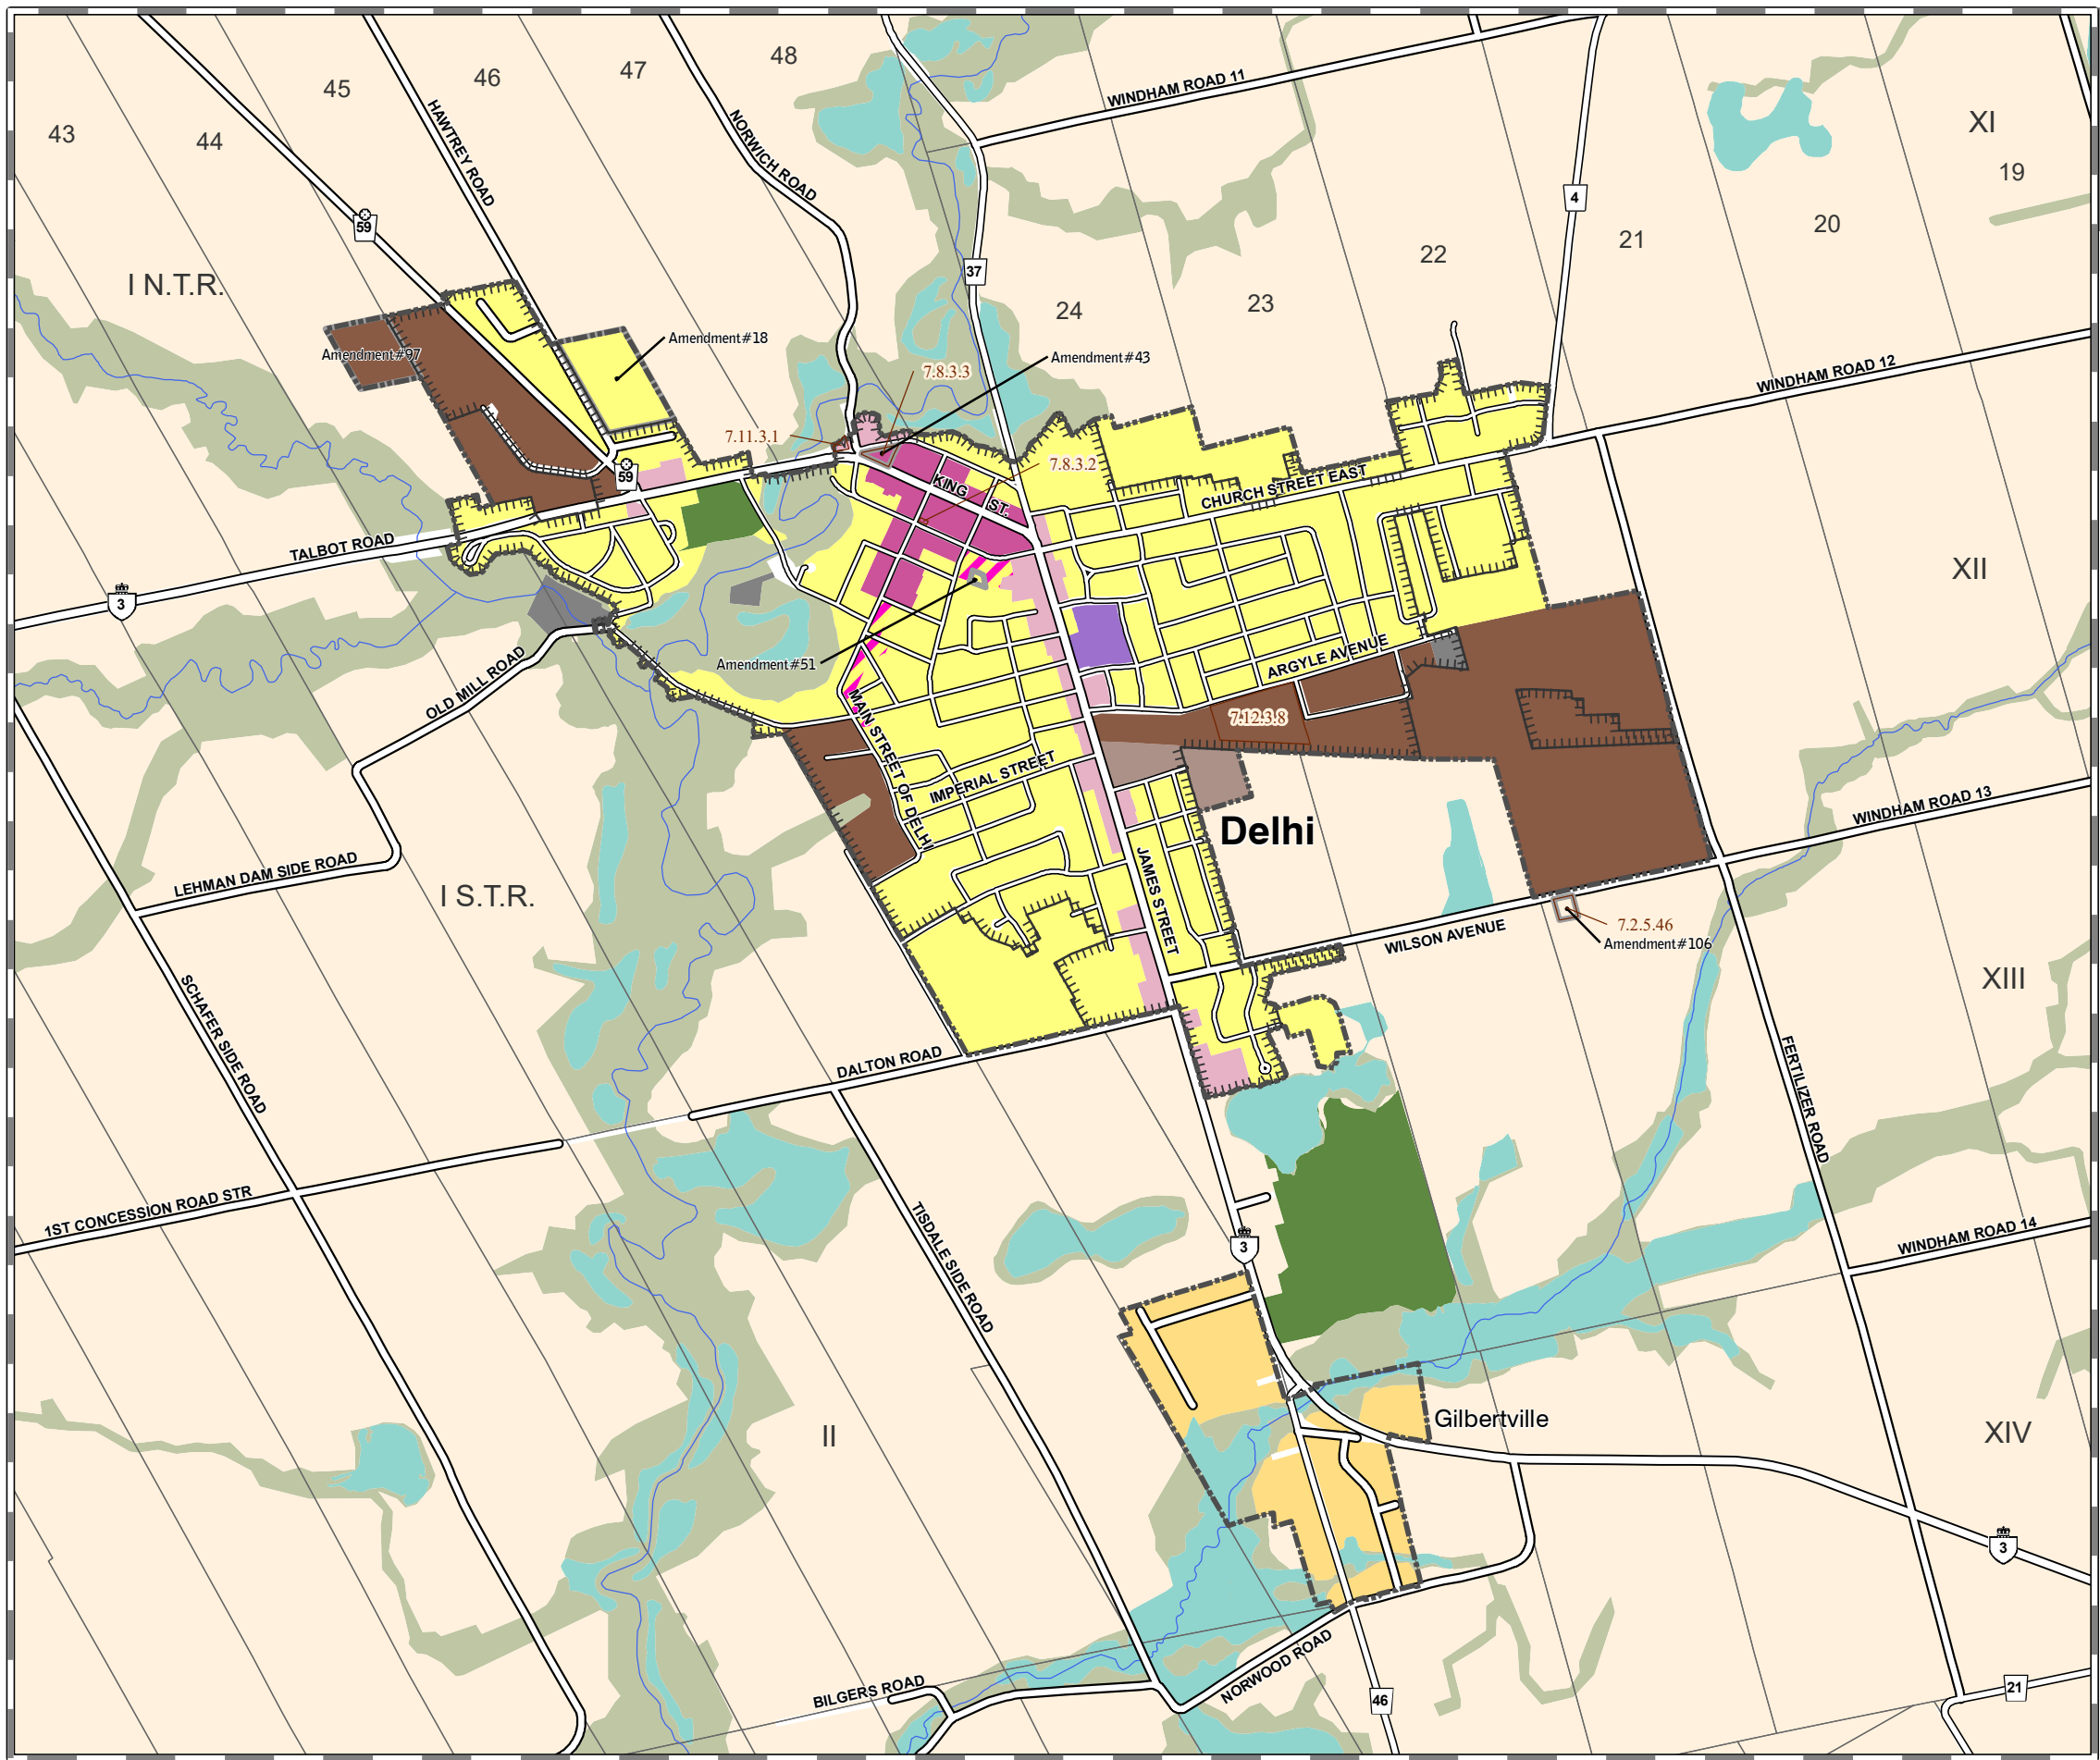 48
47
46
45
44
43
WINDHAM ROAD 11
HAWTREY ROAD
NORWICH ROAD
XI
19
4
20
21
22
59
37
I N.T.R.
23
24
Amendment#18
Amendment#97
Amendment#43
7.8.3.3
WINDHAM ROAD 12
7.11.3.1
7.8.3.2
59
KING ST.
CHURCH STREET EAST
TALBOT ROAD
XII
3
Amendment#51
ARGYLE AVENUE
OLD MILL ROAD
MAIN STREET OF DELHI
7.12.3.8
IMPERIAL STREET
WINDHAM ROAD 13
Delhi
LEHMAN DAM SIDE ROAD
I S.T.R.
JAMES STREET
7.2.5.46
WILSON AVENUE
Amendment#106
XIII
SCHAFER SIDE ROAD
DALTON ROAD
FERTILIZER ROAD
1ST CONCESSION ROAD STR
TISDALE SIDE ROAD
WINDHAM ROAD 14
3
Gilbertville
II
XIV
3
NORWOOD ROAD
BILGERS ROAD
46
21